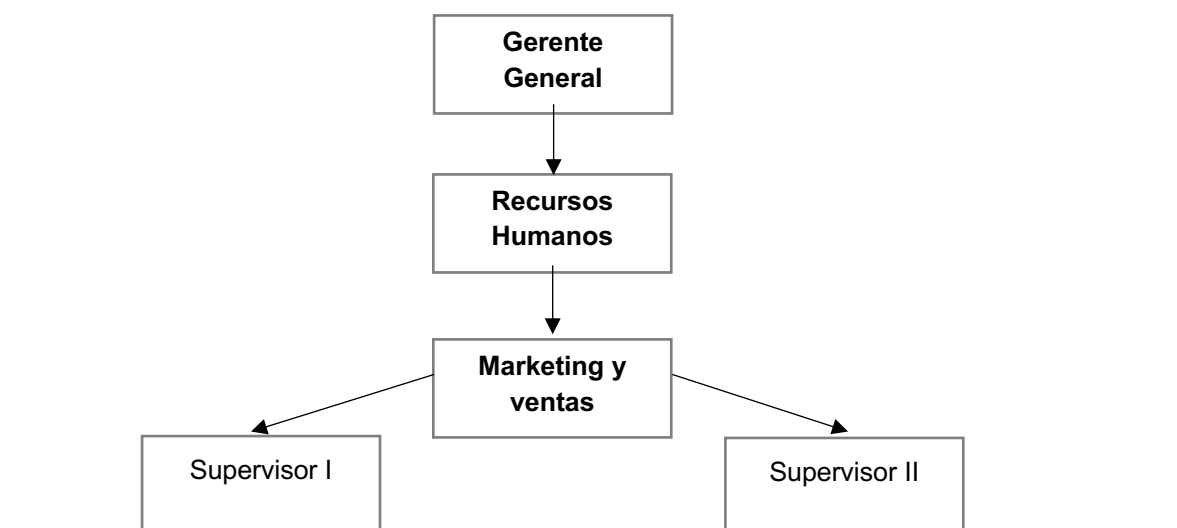 Gerente
General
Recursos
Humanos
Marketing y
ventas
Supervisor I
Supervisor II